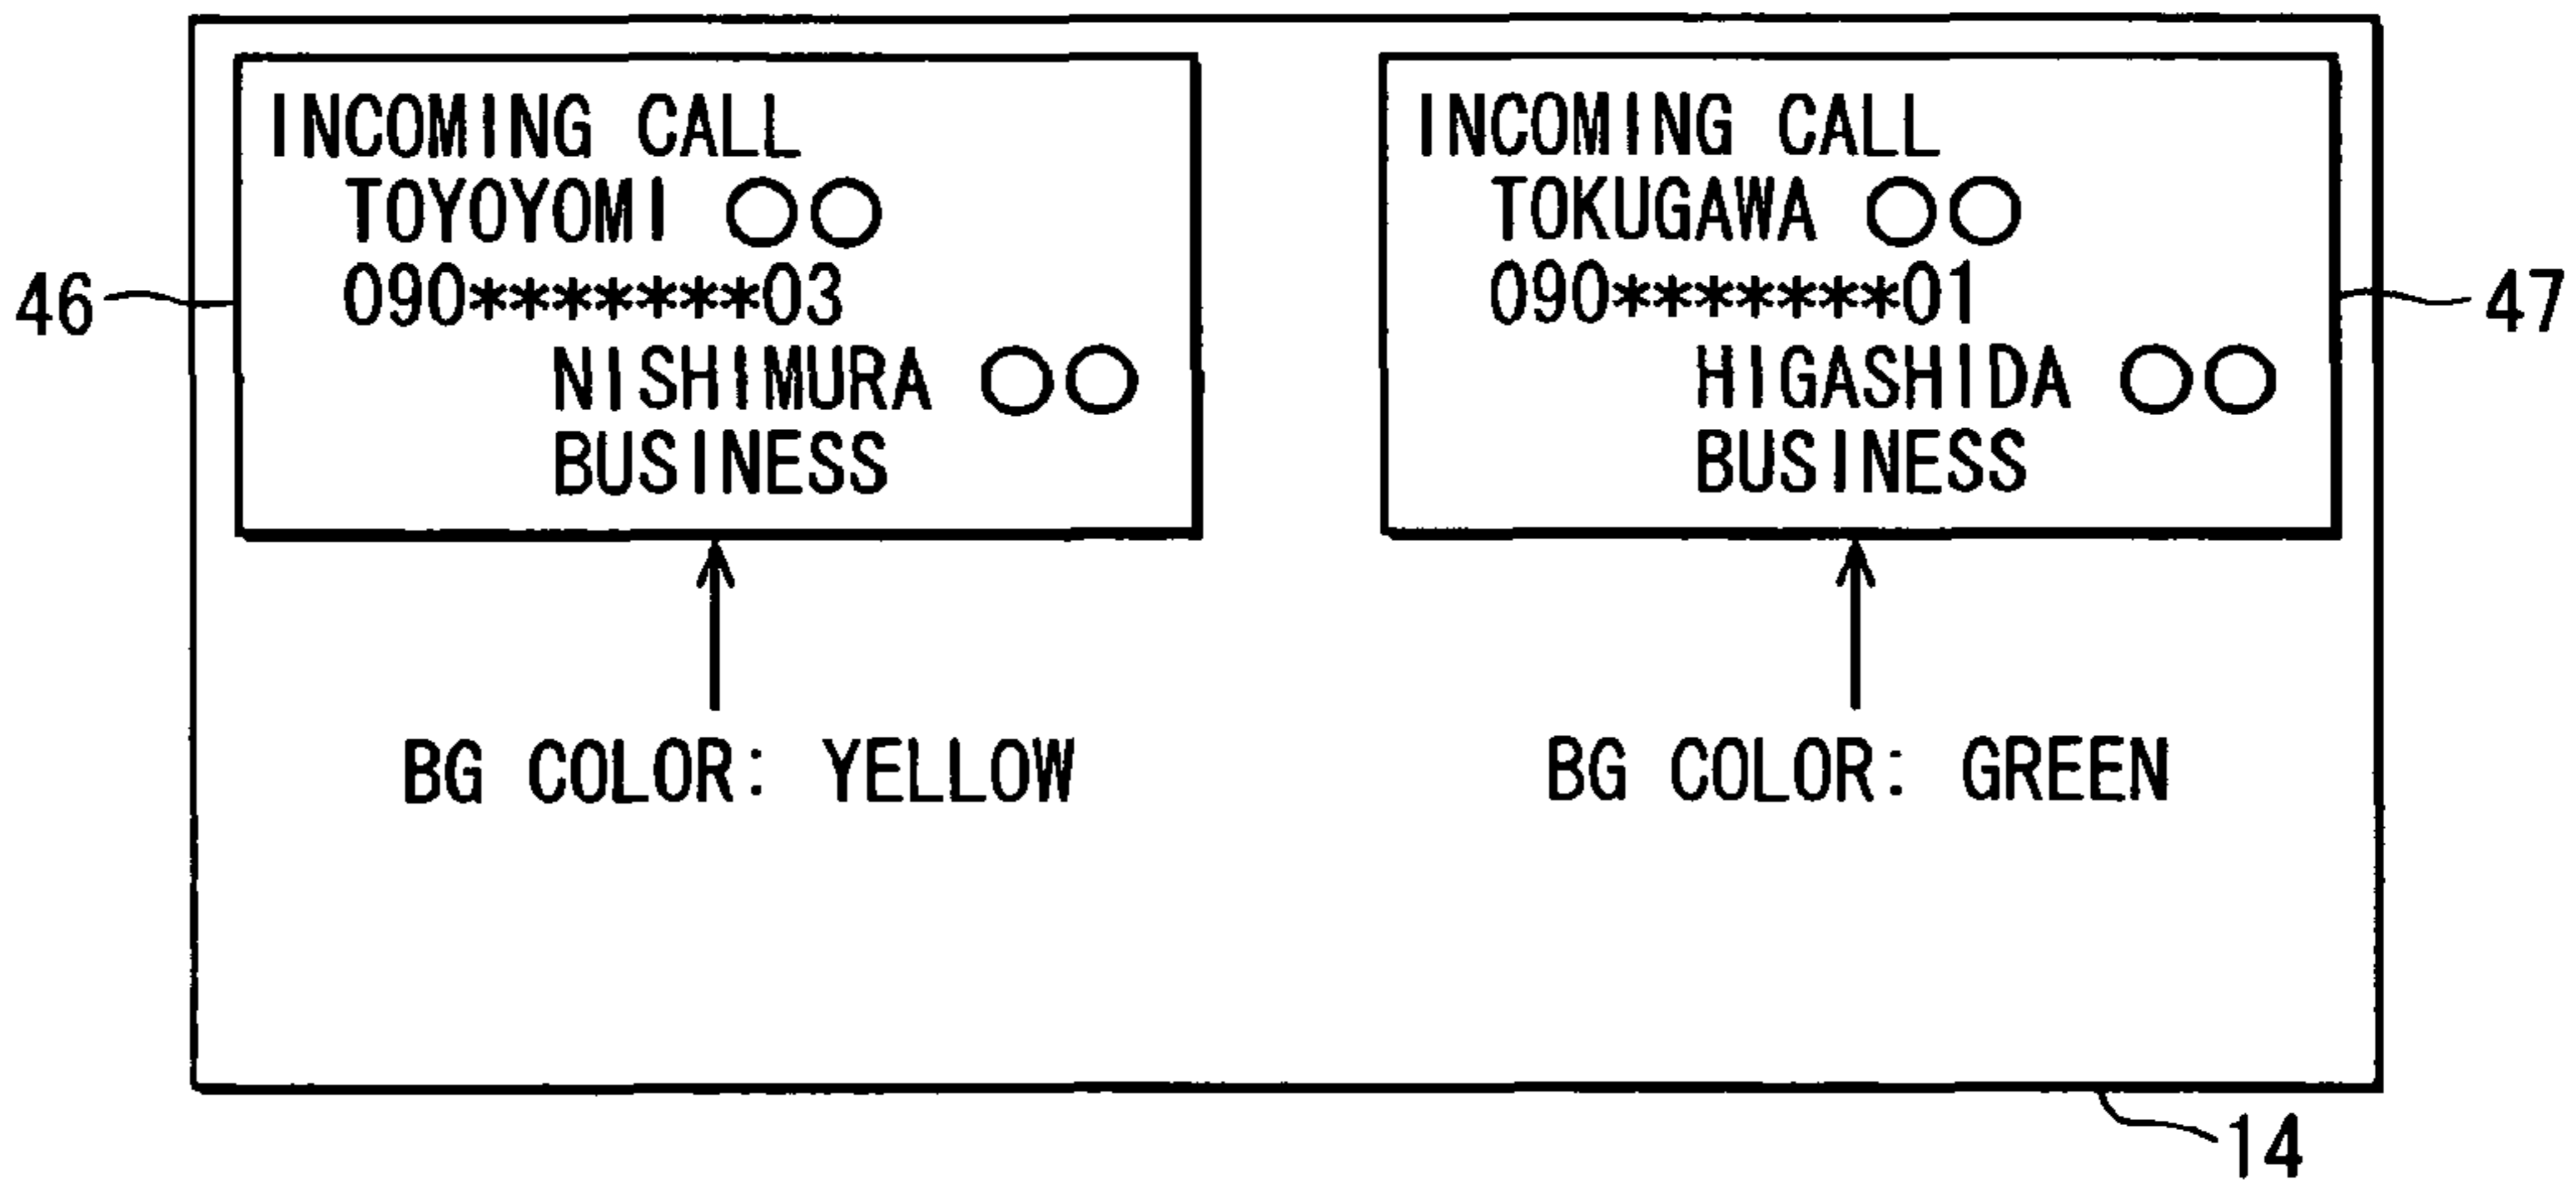 INCOMING CALL
TOYOYOMI ○○
090*******03
NISHIMURA ○○
BUSINESS
46
BG COLOR: YELLOW
INCOMING CALL
TOKUGAWA ○○
090*******01
HIGASHIDA ○○
BUSINESS
47
BG COLOR: GREEN
14